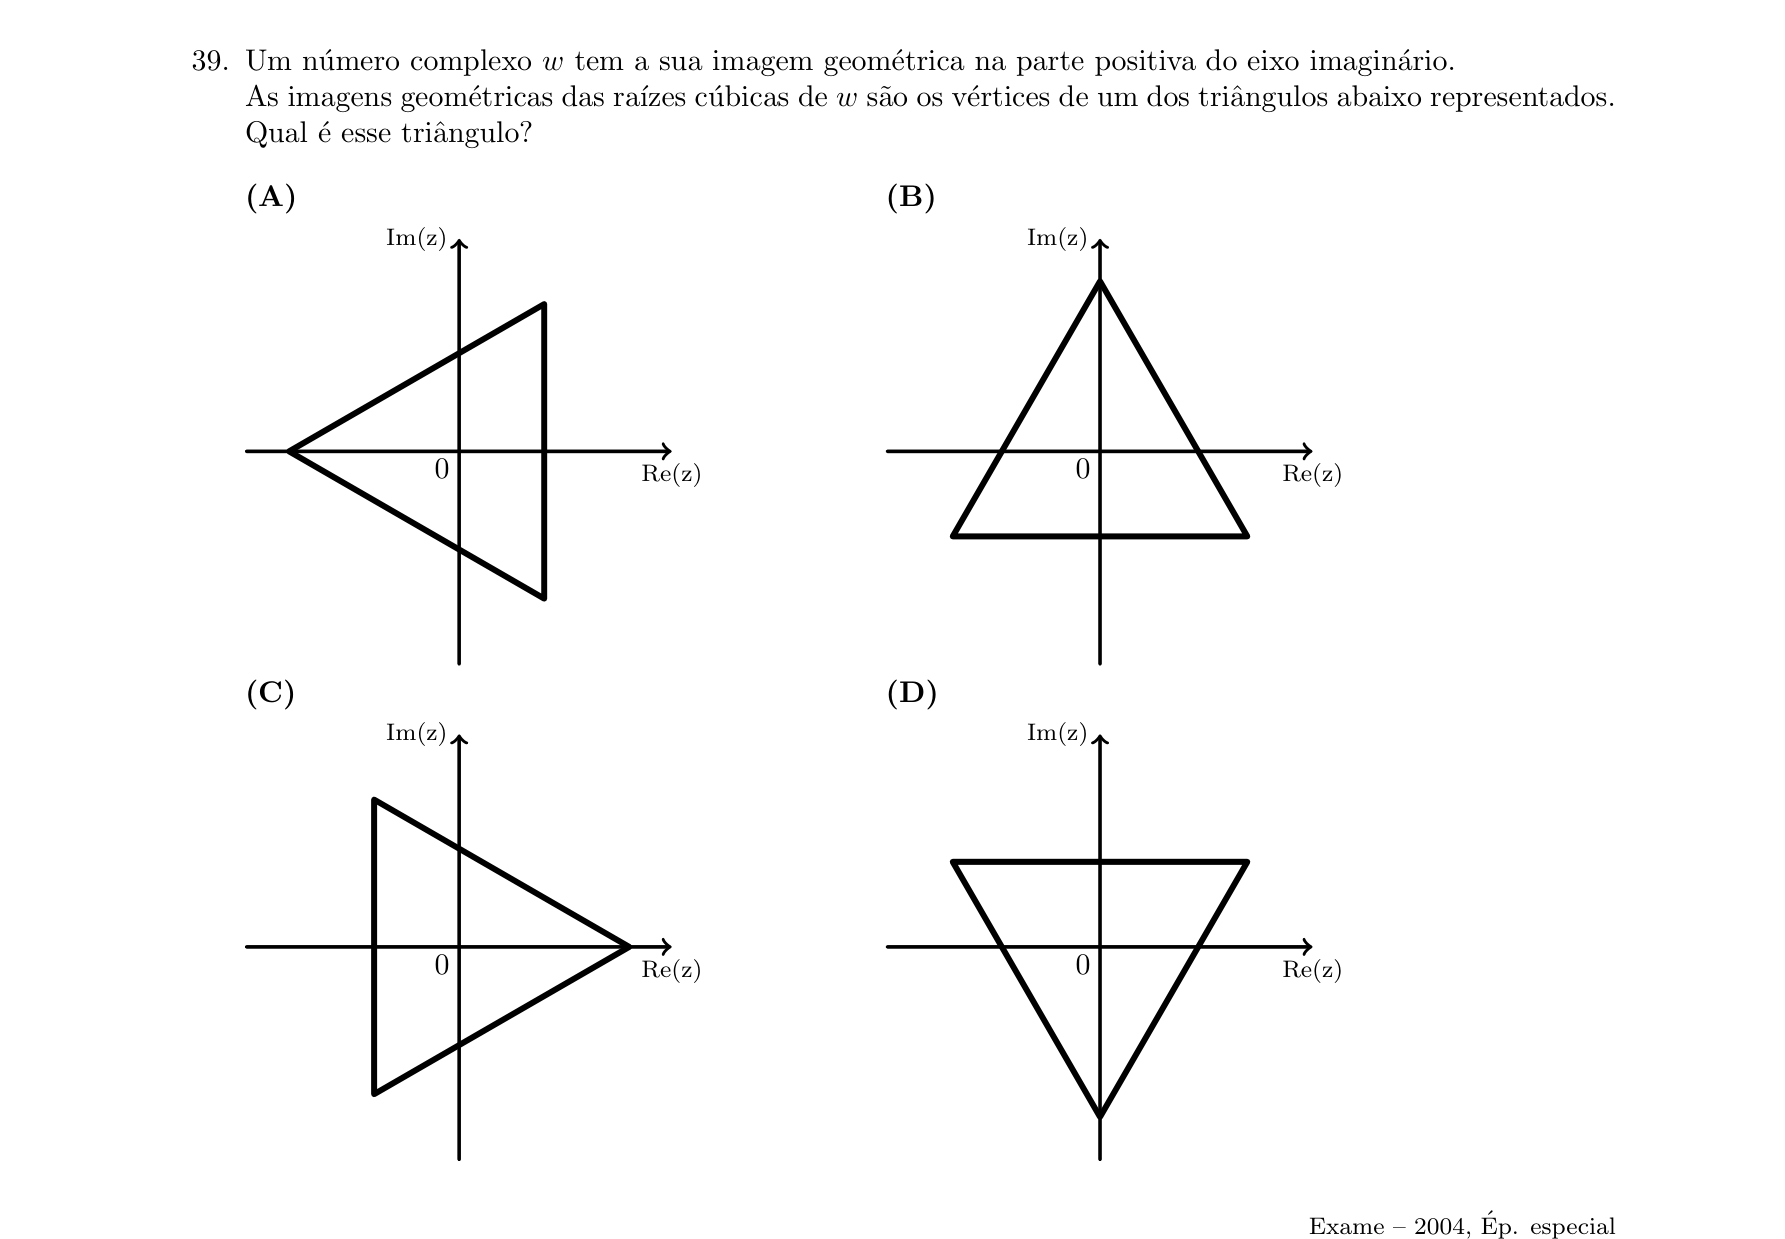 39. Um número complexo w tem a sua imagem geométrica na parte positiva do eixo imaginário.
As imagens geométricas das raízes cúbicas de w são os vértices de um dos triângulos abaixo representados.
Qual é esse triângulo?
(A)
(B)
Im(z)
Im(z)
0
Re(z)
0
Re(z)
(C)
(D)
Im(z)
Im(z)
0
Re(z)
0
Re(z)
Exame – 2004, Ép. especial